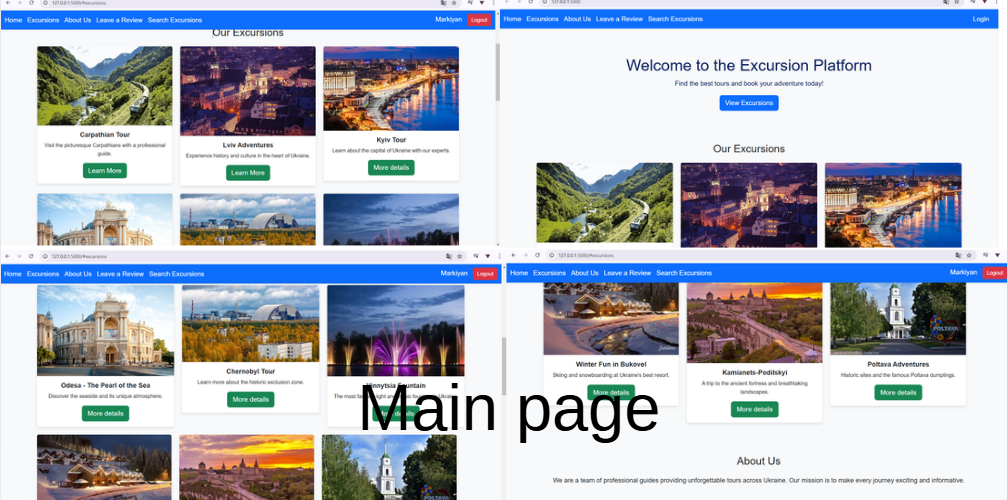 127.0.0.1:5000/#excursions
Home Excursions About Us Leave a Review Search Excursions Markiyan Logout
Our Excursions
Carpathian Tour
Visit the picturesque Carpathians with a professional
guide.
Learn More
Lviv Adventures
Experience history and culture in the heart of Ukraine.
Learn More
Kyiv Tour
Learn about the capital of Ukraine with our experts.
More details
127.0.0.1:5000
Home Excursions About Us Leave a Review Search Excursions Login
Welcome to the Excursion Platform
Find the best tours and book your adventure today!
View Excursions
Our Excursions
127.0.0.1:5000/#excursions
Home Excursions About Us Leave a Review Search Excursions Markiyan Logout
Odesa - The Pearl of the Sea
Discover the seaside and its unique atmosphere.
More details
Chernobyl Tour
Learn more about the historic exclusion zone.
More details
Vinnytsia Fountain
The most
127.0.0.1:5000/#excursions
Home Excursions About Us Leave a Review Search Excursions Markiyan Logout
POLTAVA
Winter Fun in Bukovel
Skiing and snowboarding at Ukraine's best resort.
More details
Kamianets-Podilskyi
A trip to the ancient fortress and breathtaking
landscapes.
More details
Poltava Adventures
Historic sites and the famous Poltava dumplings.
More details
About Us
We are a team of professional guides providing unforgettable tours across Ukraine. Our mission is to make every journey exciting and informative.
Main page